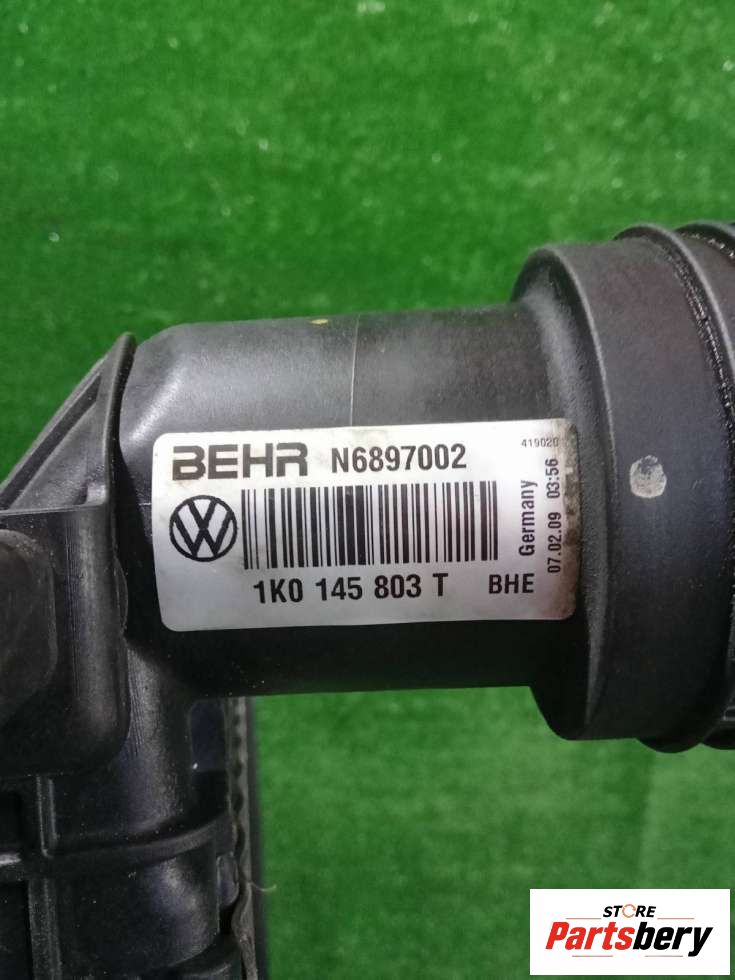 BEHR N6897002
419020
Germany
07.02.09 03:56
1K0 145 803 T BHE
STORE
Partsbery